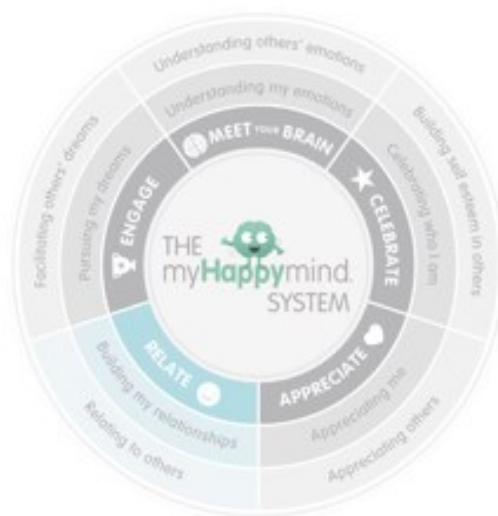 Understanding others' emotions
Understanding my emotions
MEET YOUR BRAIN
Building self esteem in others
Celebrating who I am
CELEBRATE
Facilitating others' dreams
Pursuing my dreams
ENGAGE
THE
myHappymind.
SYSTEM
RELATE
Building my relationships
Relating to others
APPRECIATE
Appreciating me
Appreciating others